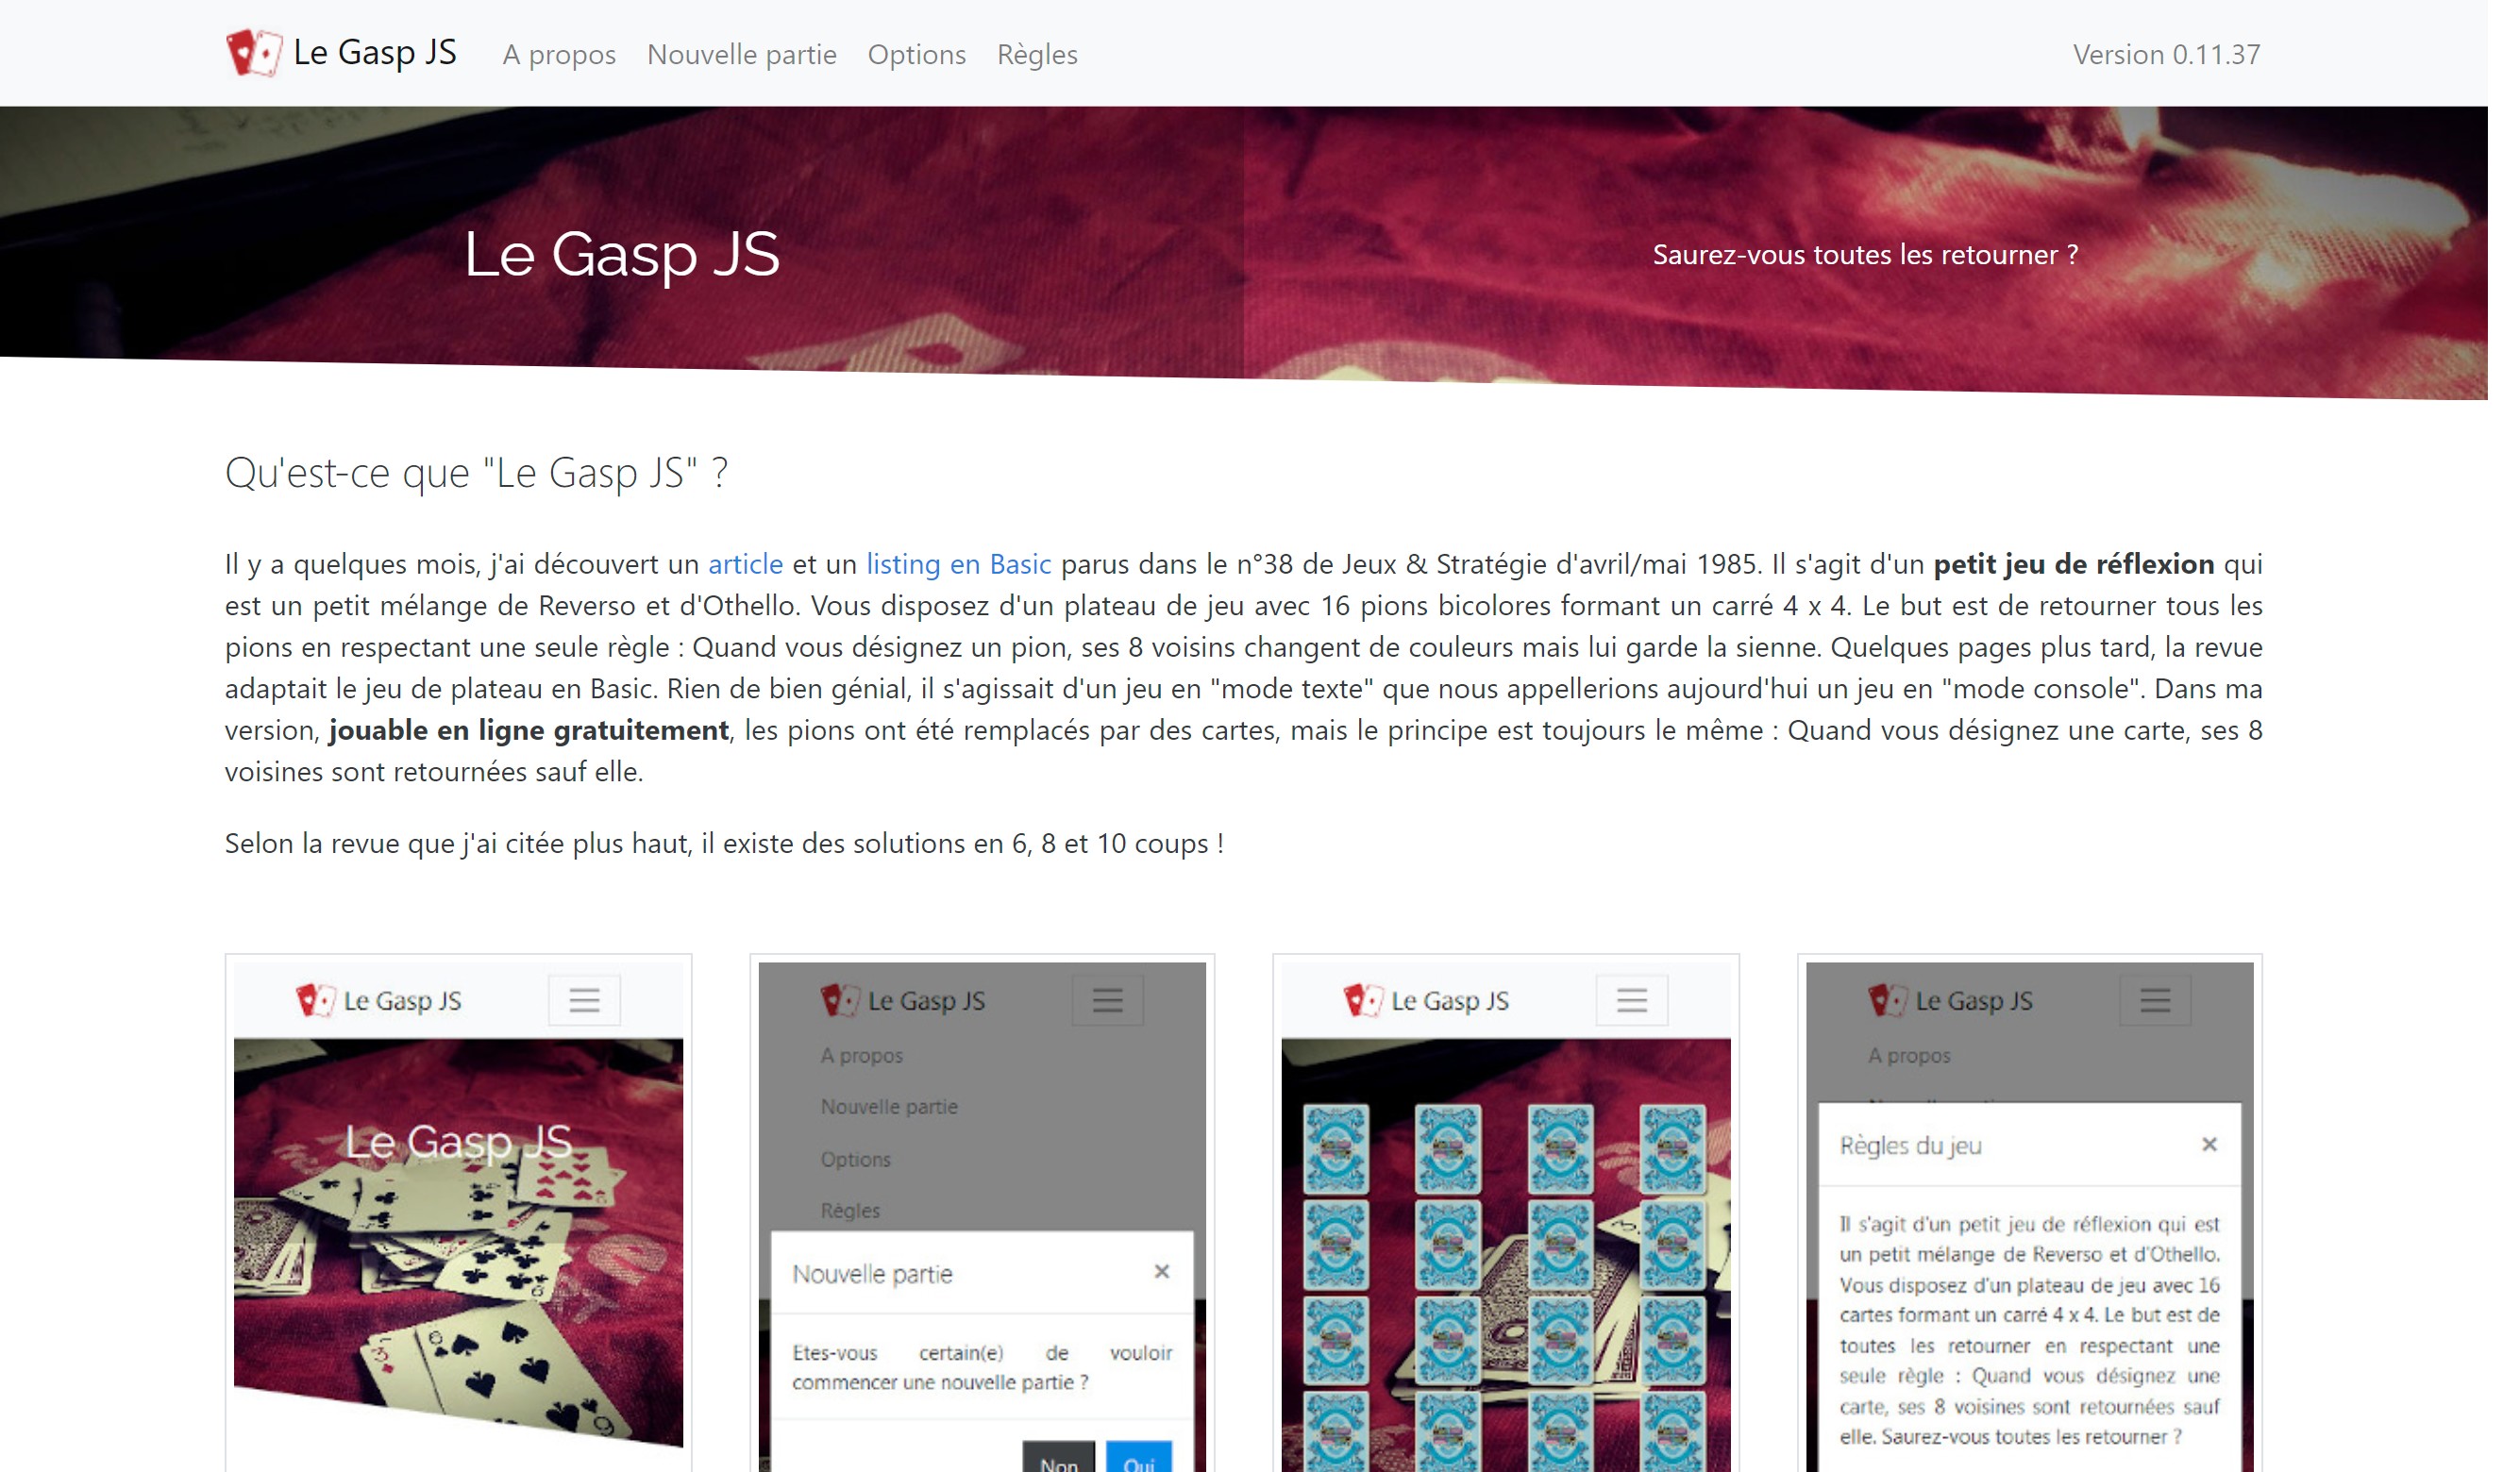 Le Gasp JS
A propos
Nouvelle partie
Options
Règles
Version 0.11.37
Le Gasp JS
Saurez-vous toutes les retourner ?
Qu'est-ce que "Le Gasp JS" ?
Il y a quelques mois, j'ai découvert un article et un listing en Basic parus dans le n°38 de Jeux & Stratégie d'avril/mai 1985. Il s'agit d'un petit jeu de réflexion qui
est un petit mélange de Reverso et d'Othello. Vous disposez d'un plateau de jeu avec 16 pions bicolores formant un carré 4 x 4. Le but est de retourner tous les
pions en respectant une seule règle : Quand vous désignez un pion, ses 8 voisins changent de couleurs mais lui garde la sienne. Quelques pages plus tard, la revue
adaptait le jeu de plateau en Basic. Rien de bien génial, il s'agissait d'un jeu en "mode texte" que nous appellerions aujourd'hui un jeu en "mode console". Dans ma
version, jouable en ligne gratuitement, les pions ont été remplacés par des cartes, mais le principe est toujours le même : Quand vous désignez une carte, ses 8
voisines sont retournées sauf elle.
Selon la revue que j'ai citée plus haut, il existe des solutions en 6, 8 et 10 coups !
Le Gasp JS
Le Gasp JS
Le Gasp JS
A propos
Nouvelle partie
Options
Règles
Nouvelle partie
×
Etes-vous certain(e) de vouloir
commencer une nouvelle partie ?
Non
Oui
Le Gasp JS
Le Gasp JS
A propos
Règles du jeu
×
Il s'agit d'un petit jeu de réflexion qui est
un petit mélange de Reverso et d'Othello.
Vous disposez d'un plateau de jeu avec 16
cartes formant un carré 4 x 4. Le but est de
toutes les retourner en respectant une
seule règle : Quand vous désignez une
carte, ses 8 voisines sont retournées sauf
elle. Saurez-vous toutes les retourner ?